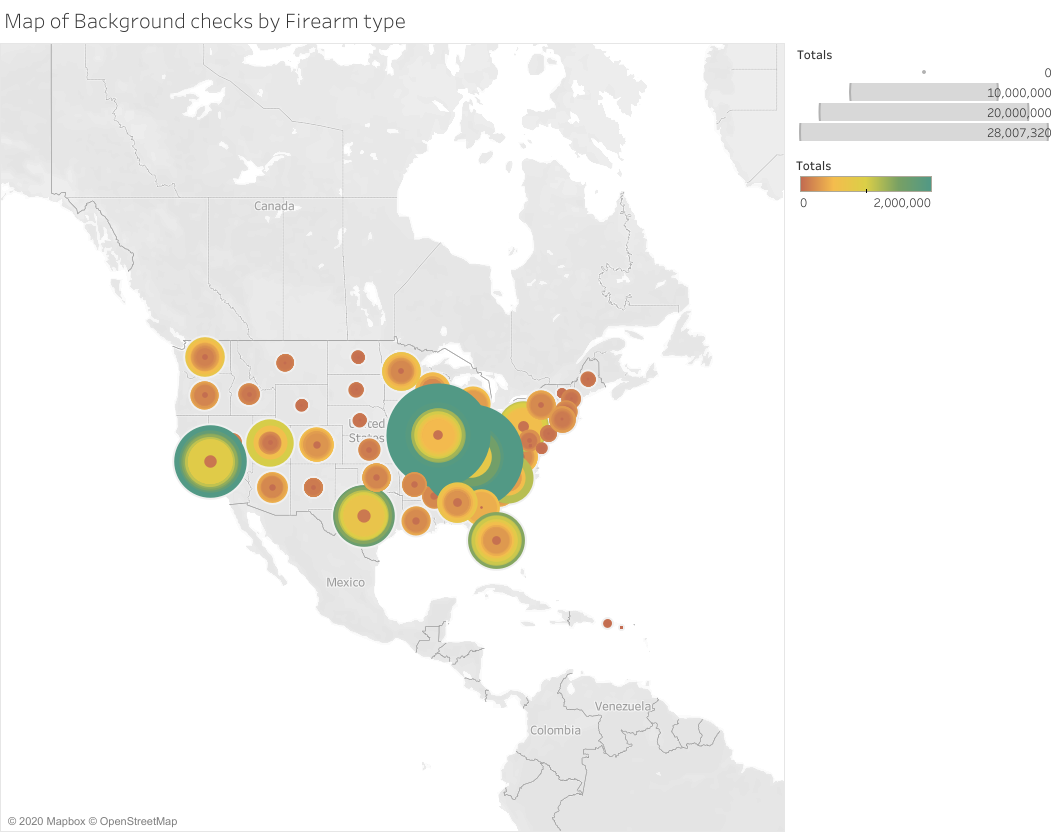 Map of Background checks by Firearm type
Totals
0
10,000,000
20,000,000
28,007,320
Totals
0 2,000,000
Canada
United
States
Mexico
Venezuela
Colombia
© 2020 Mapbox © OpenStreetMap